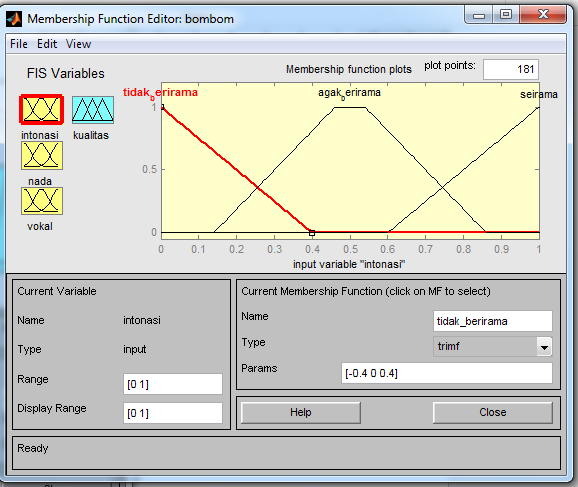 Membership Function Editor: bombom
File Edit View
FIS Variables
Membership function plots
plot points:
181
intonasi
kualitas
nada
vokal
tidak_berirama
agak_berirama
seirama
1
0.5
0
0 0.1 0.2 0.3 0.4 0.5 0.6 0.7 0.8 0.9 1
input variable "intonasi"
Current Variable
Name intonasi
Type input
Range [0 1]
Display Range [0 1]
Current Membership Function (click on MF to select)
Name tidak_berirama
Type trimf
Params [-0.4 0 0.4]
Help Close
Ready